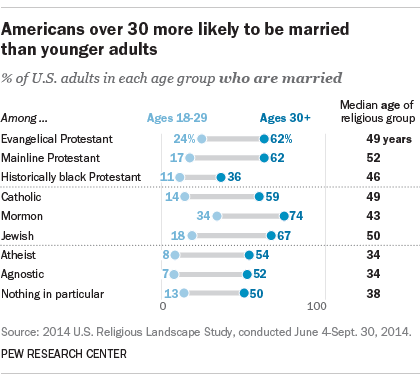 Americans over 30 more likely to be married
than younger adults
% of U.S. adults in each age group who are married
Among ... Ages 18-29 Ages 30+ Median age of
religious group
Evangelical Protestant 24% 62% 49 years
Mainline Protestant 17 62 52
Historically black Protestant 11 36 46
Catholic 14 59 49
Mormon 34 74 43
Jewish 18 67 50
Atheist 8 54 34
Agnostic 7 52 34
Nothing in particular 13 50 38
0 100
Source: 2014 U.S. Religious Landscape Study, conducted June 4-Sept. 30, 2014.
PEW RESEARCH CENTER